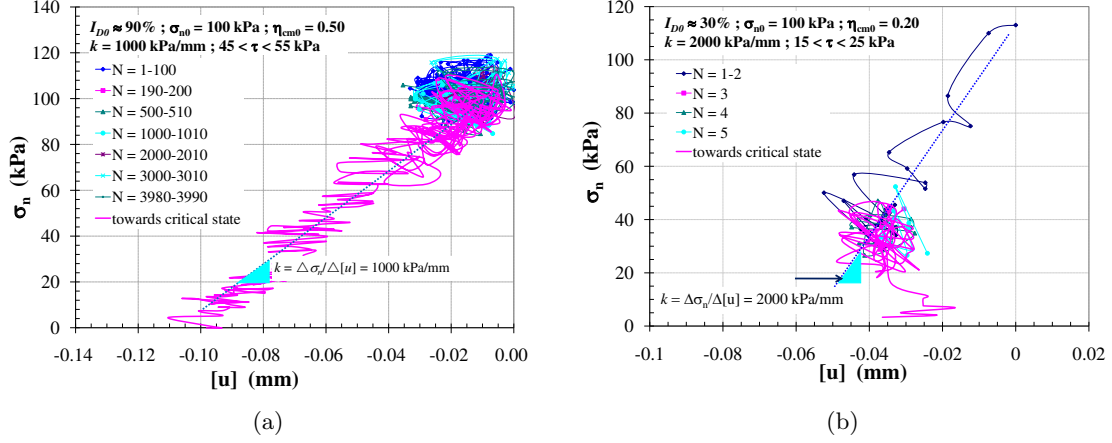 I_D0 ≈ 90% ; σ_n0 = 100 kPa ; η_cm0 = 0.50
k = 1000 kPa/mm ; 45 < τ < 55 kPa
120
100
80
60
40
20
0
σ_n (kPa)
N = 1-100
N = 190-200
N = 500-510
N = 1000-1010
N = 2000-2010
N = 3000-3010
N = 3980-3990
towards critical state
k = △σ_n/△[u] = 1000 kPa/mm
-0.14 -0.12 -0.10 -0.08 -0.06 -0.04 -0.02 0.00
[u] (mm)
(a)
I_D0 ≈ 30% ; σ_n0 = 100 kPa ; η_cm0 = 0.20
k = 2000 kPa/mm ; 15 < τ < 25 kPa
120
100
80
60
40
20
0
σ_n (kPa)
N = 1-2
N = 3
N = 4
N = 5
towards critical state
k = Δσ_n/Δ[u] = 2000 kPa/mm
-0.1 -0.08 -0.06 -0.04 -0.02 0 0.02
[u] (mm)
(b)